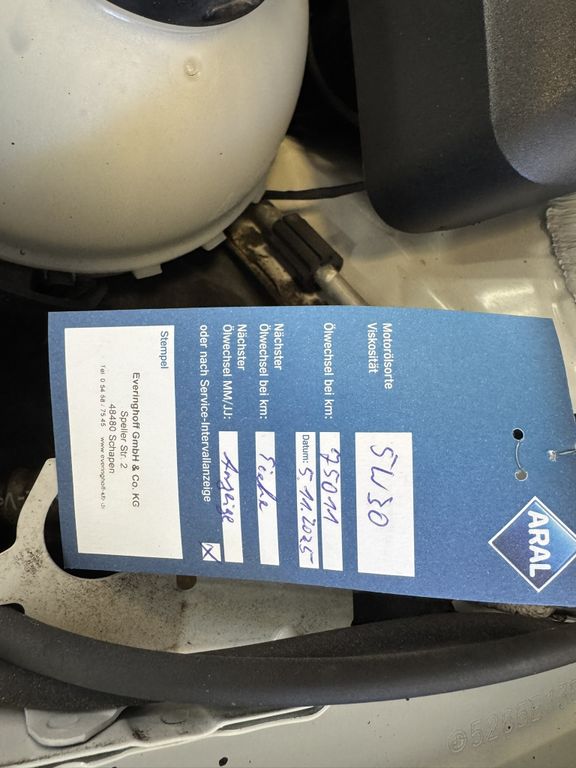 ARAL
Motorölsorte
Viskosität
5W30
Ölwechsel bei km:
75011
Datum: 5.11.2025
Nächster
Ölwechsel bei km:
Siehe
Nächster
Ölwechsel MM/JJ:
Anzeige
oder nach Service-Intervallanzeige
X
Stempel
Everinghoff GmbH & Co. KG
Speller Str. 2
48480 Schapen